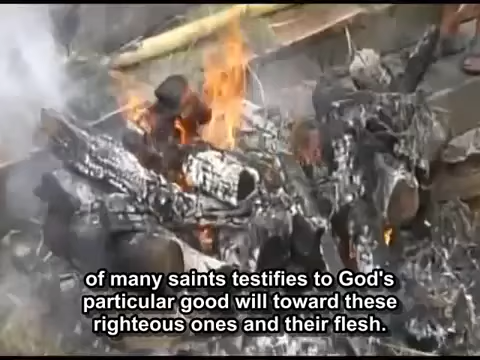 of many saints testifies to God's
particular good will toward these
righteous ones and their flesh.